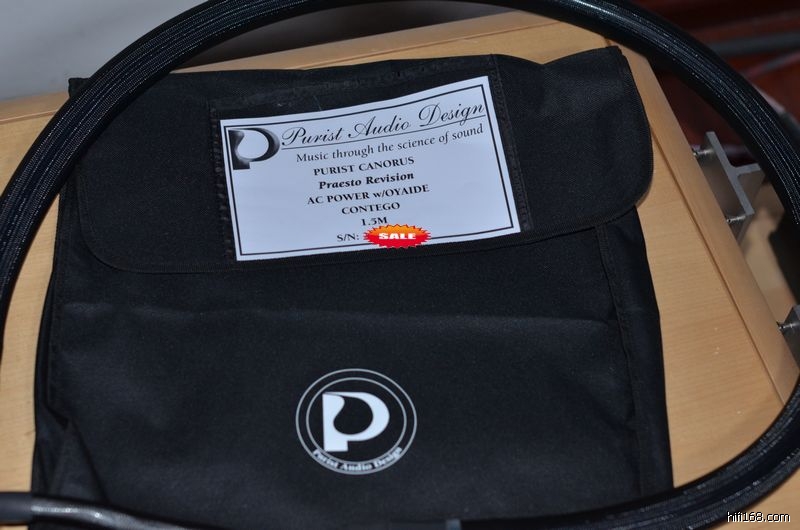 Purist Audio Design
Music through the science of sound
PURIST CANORUS
Praesto Revision
AC POWER w/OYAIDE
CONTEGO
1.5M
S/N:
SALE
P
Purist Audio Design
hifi168.com